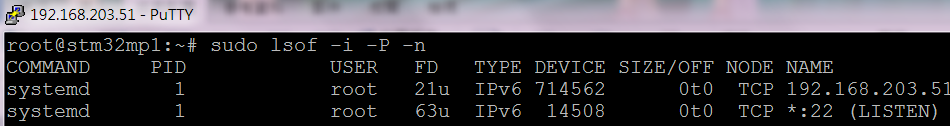 192.168.203.51 - PuTTY
root@stm32mp1:~# sudo lsof -i -P -n
COMMAND PID USER FD TYPE DEVICE SIZE/OFF NODE NAME
systemd 1 root 21u IPv6 714562 0t0 TCP 192.168.203.51
systemd 1 root 63u IPv6 14508 0t0 TCP *:22 (LISTEN)